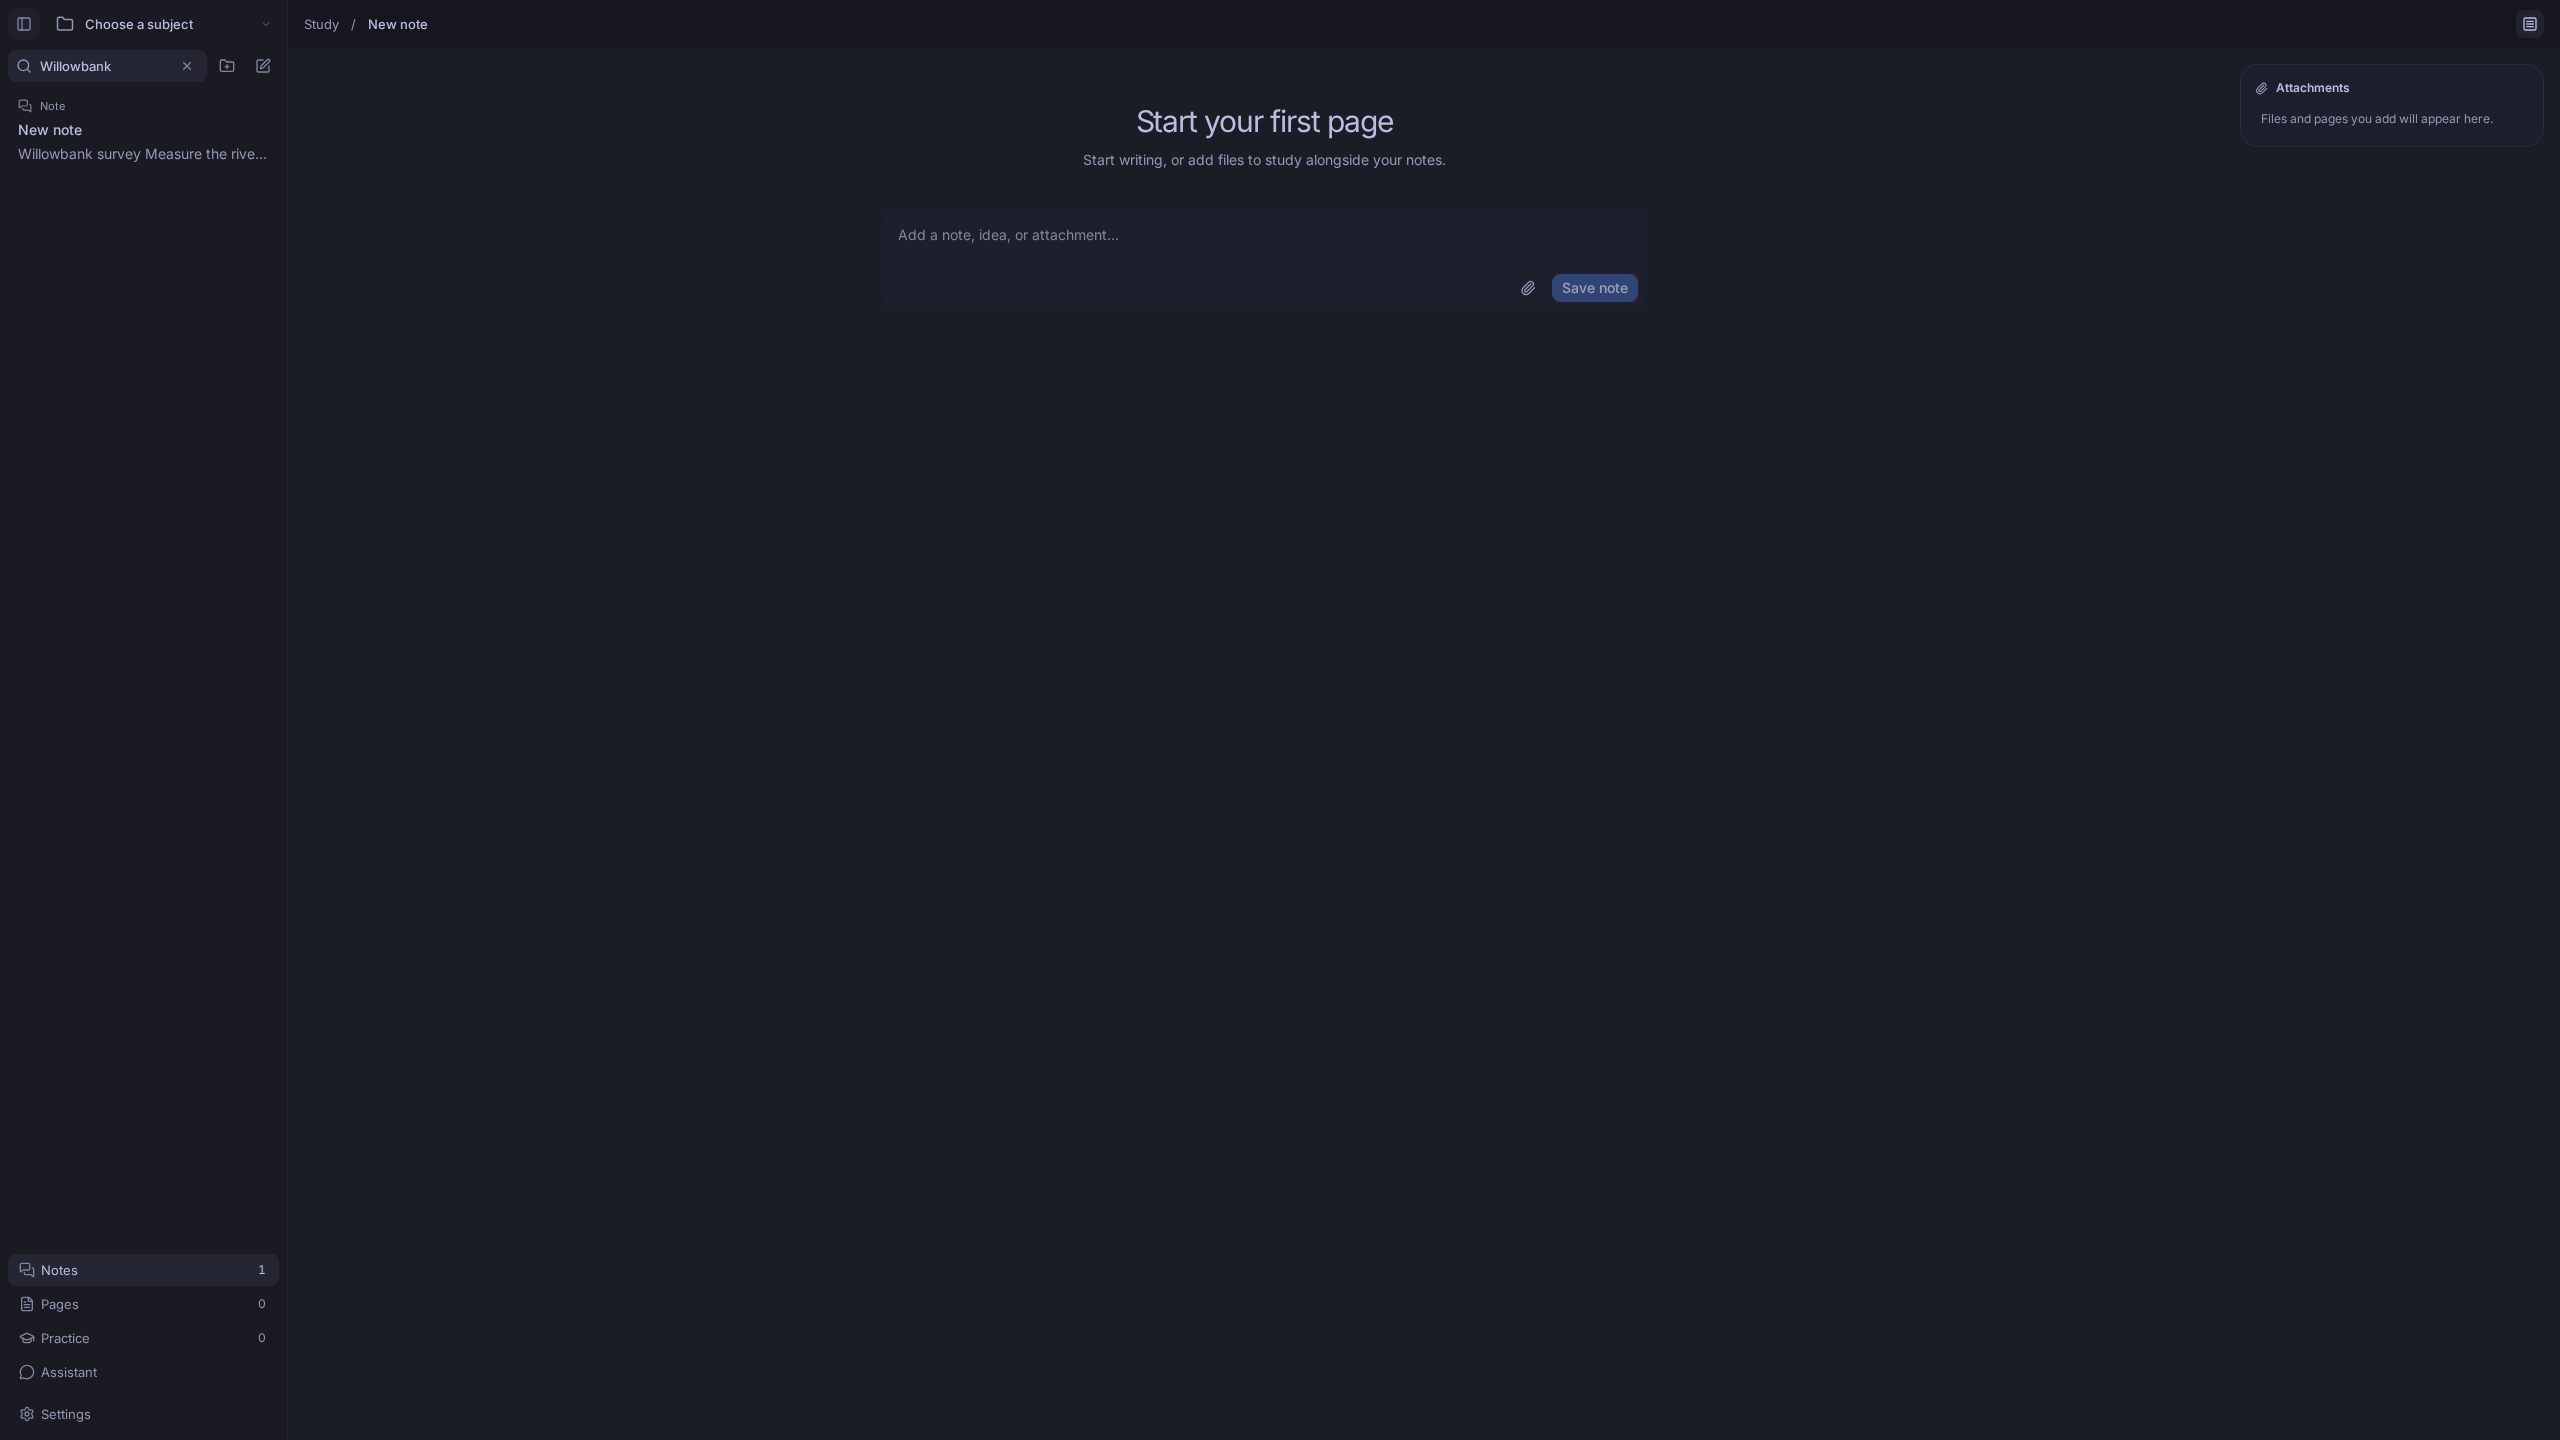 Choose a subject
Study / New note
Willowbank
Note
New note
Willowbank survey Measure the rive...
Start your first page
Start writing, or add files to study alongside your notes.
Add a note, idea, or attachment...
Save note
Attachments
Files and pages you add will appear here.
Notes 1
Pages 0
Practice 0
Assistant
Settings